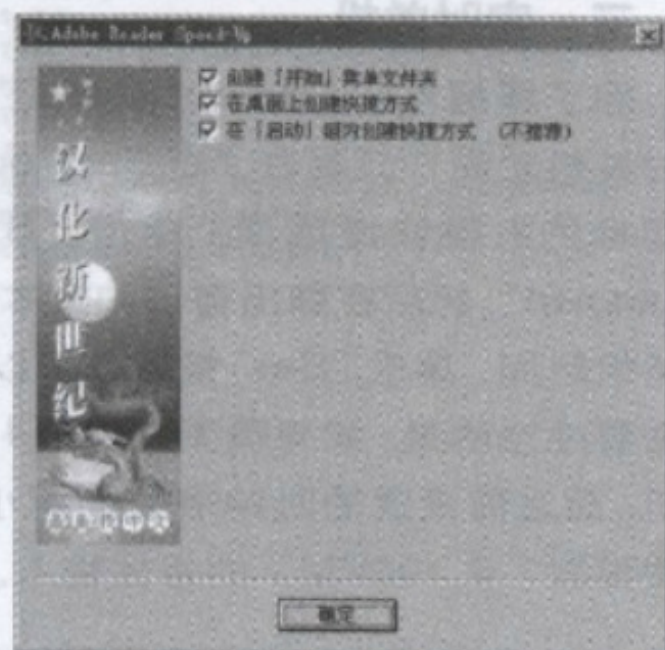 Adobe Reader Speed-Up
创建「开始」菜单文件夹
在桌面上创建快捷方式
在「启动」组内创建快捷方式 (不推荐)
汉化新世纪
确定